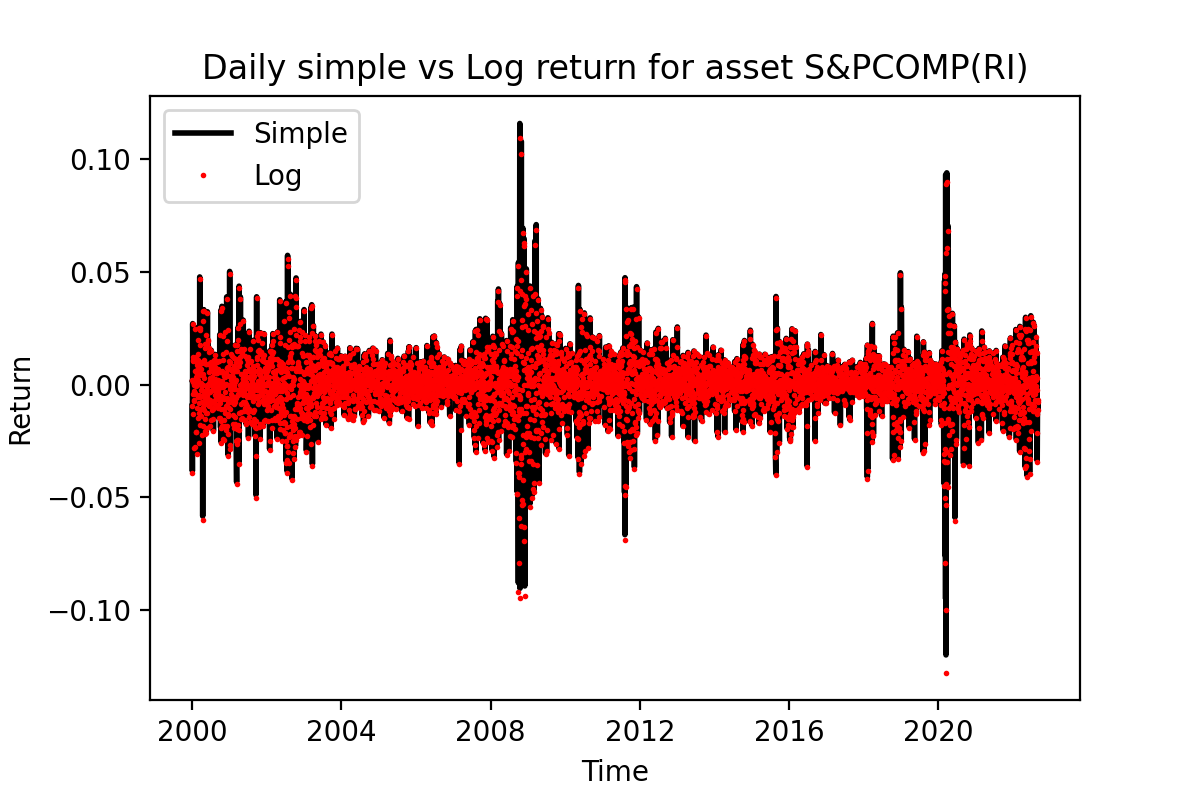 Daily simple vs Log return for asset S&PCOMP(RI)
Simple
Log
0.10
0.05
0.00
−0.05
−0.10
Return
2000 2004 2008 2012 2016 2020
Time